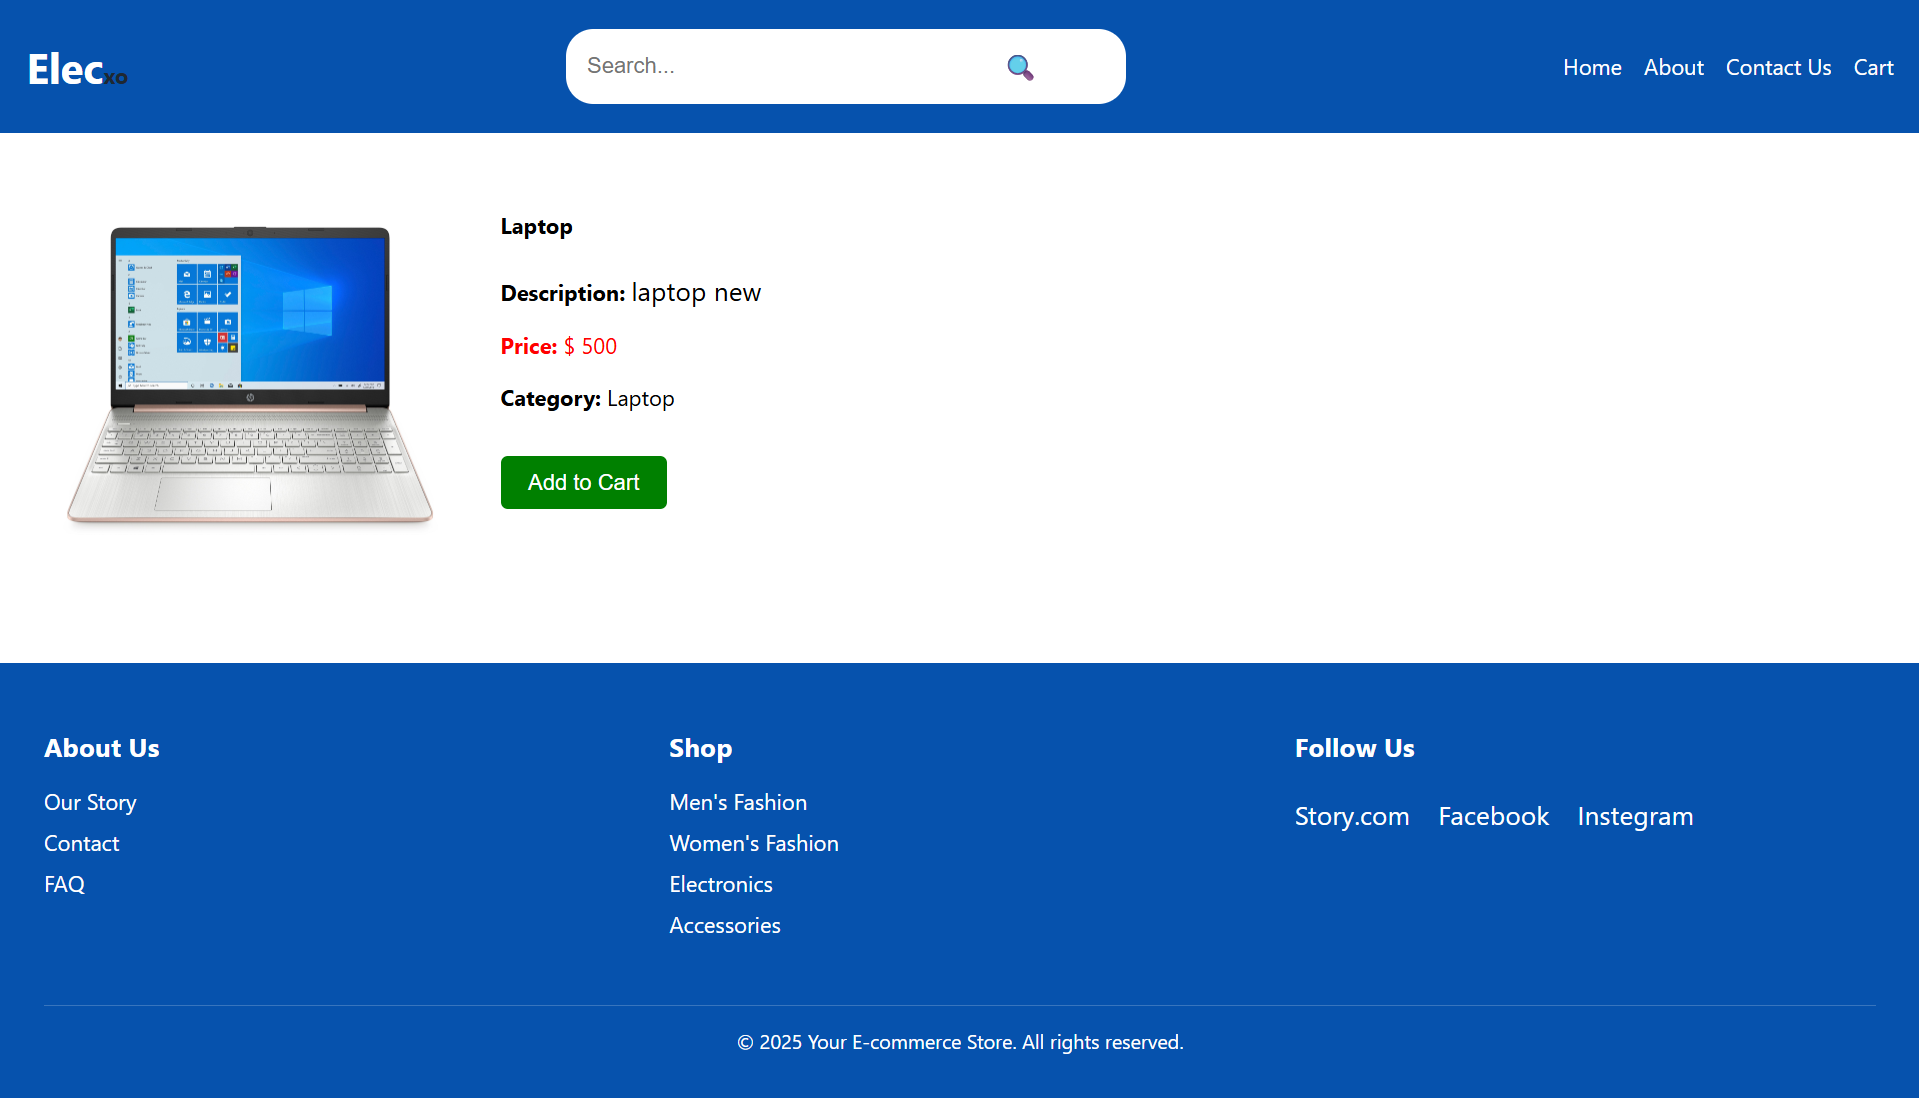 Elecxo
Search...
Home About Contact Us Cart
Laptop
Description: laptop new
Price: $ 500
Category: Laptop
Add to Cart
About Us
Our Story
Contact
FAQ
Shop
Men's Fashion
Women's Fashion
Electronics
Accessories
Follow Us
Story.com Facebook Instegram
© 2025 Your E-commerce Store. All rights reserved.